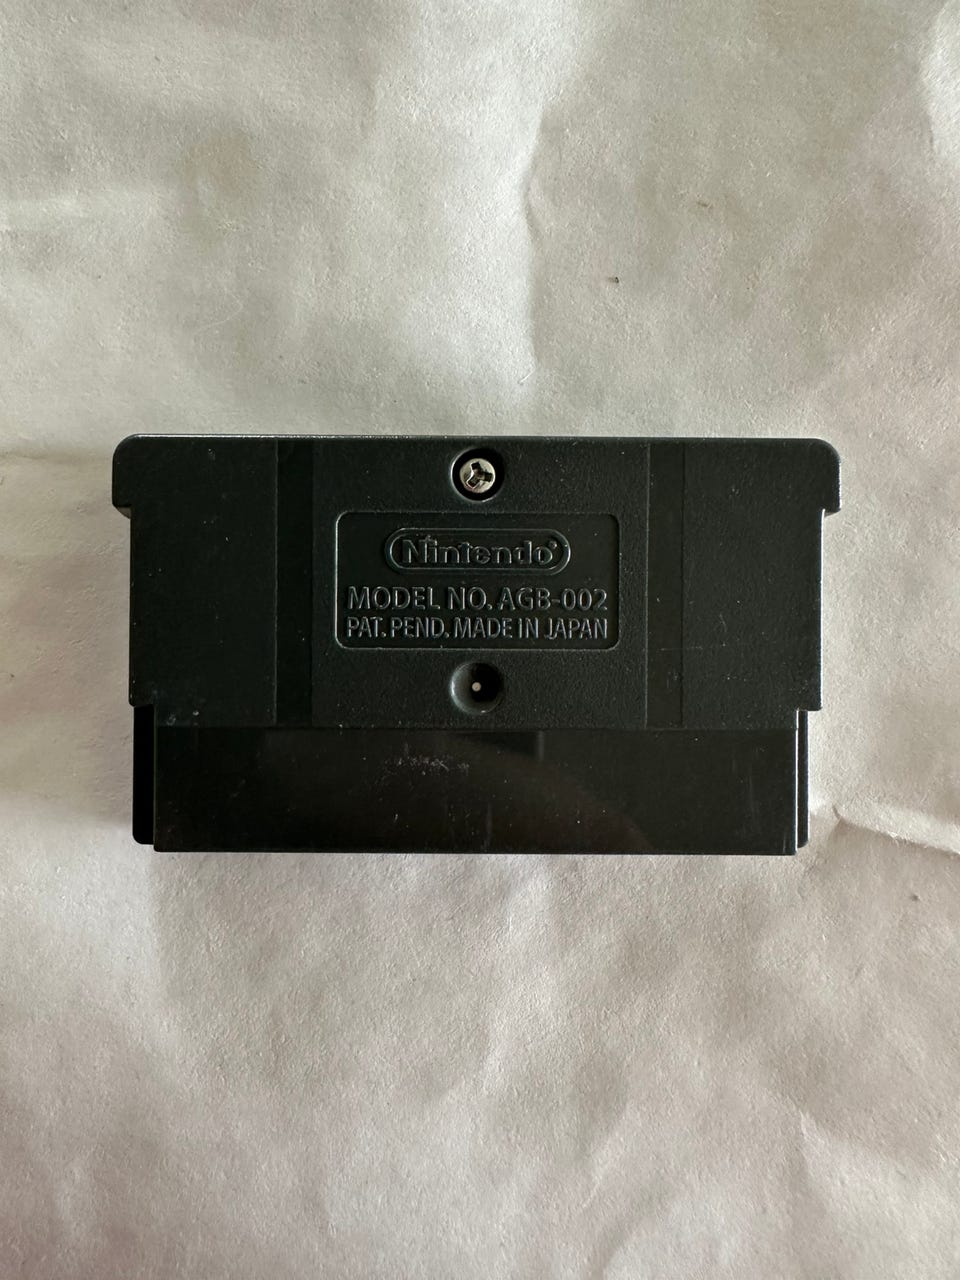 Nintendo
MODEL NO. AGB-002
PAT. PEND. MADE IN JAPAN